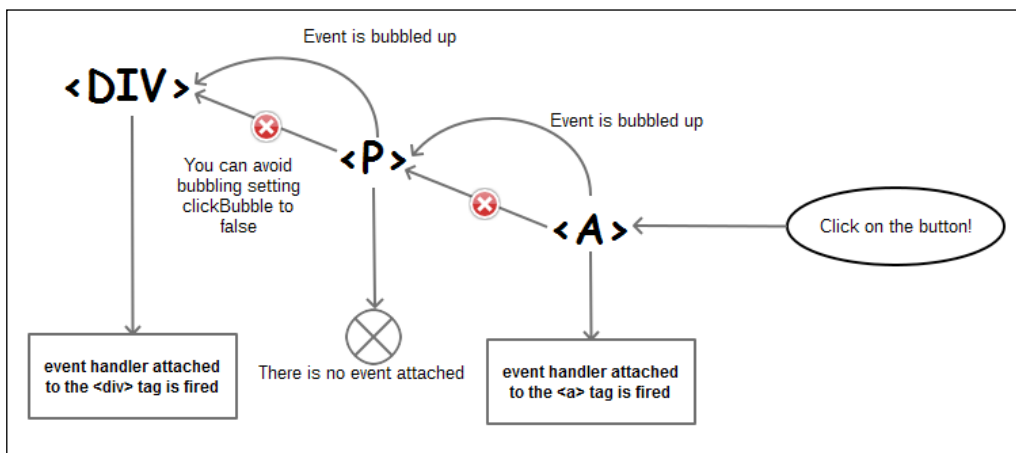 Event is bubbled up
<DIV>
Event is bubbled up
<P>
You can avoid
bubbling setting
clickBubble to
false
<A>
Click on the button!
event handler attached
to the <div> tag is fired
There is no event attached
event handler attached
to the <a> tag is fired